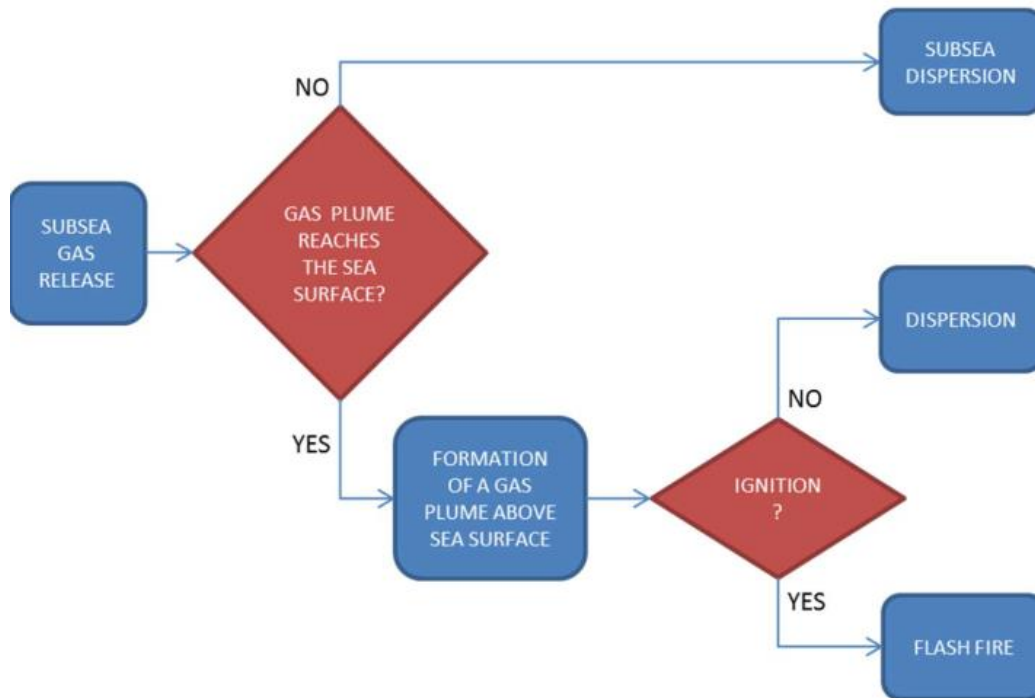 SUBSEA
GAS
RELEASE
GAS PLUME
REACHES
THE SEA
SURFACE?
NO
SUBSEA
DISPERSION
YES
FORMATION
OF A GAS
PLUME ABOVE
SEA SURFACE
IGNITION
?
NO
DISPERSION
YES
FLASH FIRE